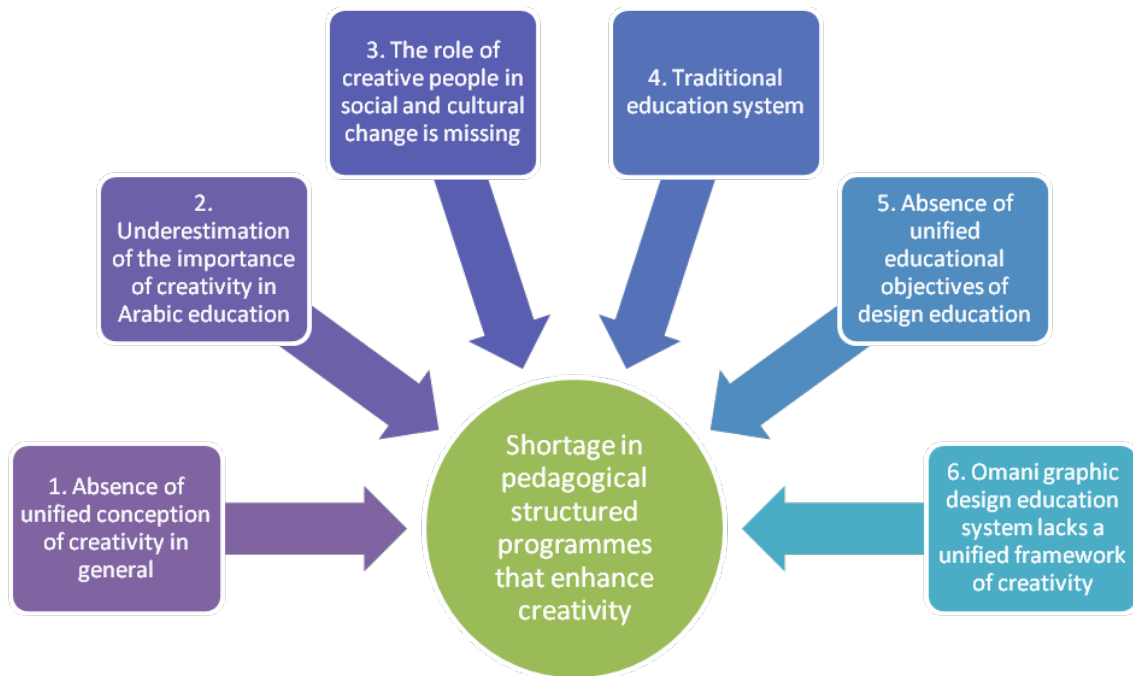 1. Absence of
unified conception
of creativity in
general
2.
Underestimation
of the importance
of creativity in
Arabic education
3. The role of
creative people in
social and cultural
change is missing
4. Traditional
education system
5. Absence of
unified
educational
objectives of
design education
6. Omani graphic
design education
system lacks a
unified framework
of creativity
Shortage in
pedagogical
structured
programmes
that enhance
creativity